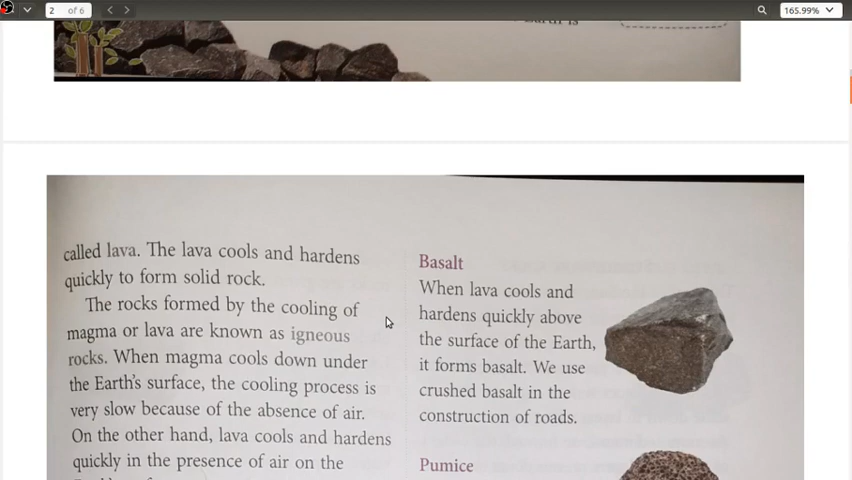 2 of 6
165.99%
Earth is
called lava. The lava cools and hardens
quickly to form solid rock.
The rocks formed by the cooling of
magma or lava are known as igneous
rocks. When magma cools down under
the Earth's surface, the cooling process is
very slow because of the absence of air.
On the other hand, lava cools and hardens
quickly in the presence of air on the
Basalt
When lava cools and
hardens quickly above
the surface of the Earth,
it forms basalt. We use
crushed basalt in the
construction of roads.
Pumice